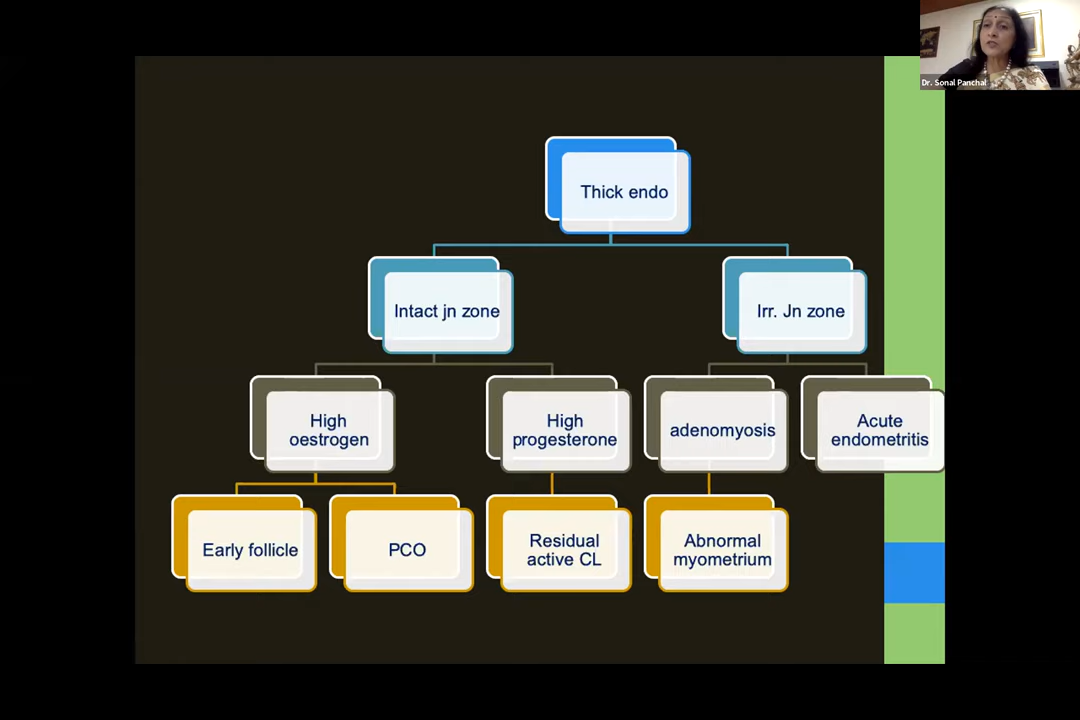 Dr. Sonal Panchal
Thick endo
Intact jn zone
Irr. Jn zone
High
oestrogen
High
progesterone
adenomyosis
Acute
endometritis
Early follicle
PCO
Residual
active CL
Abnormal
myometrium